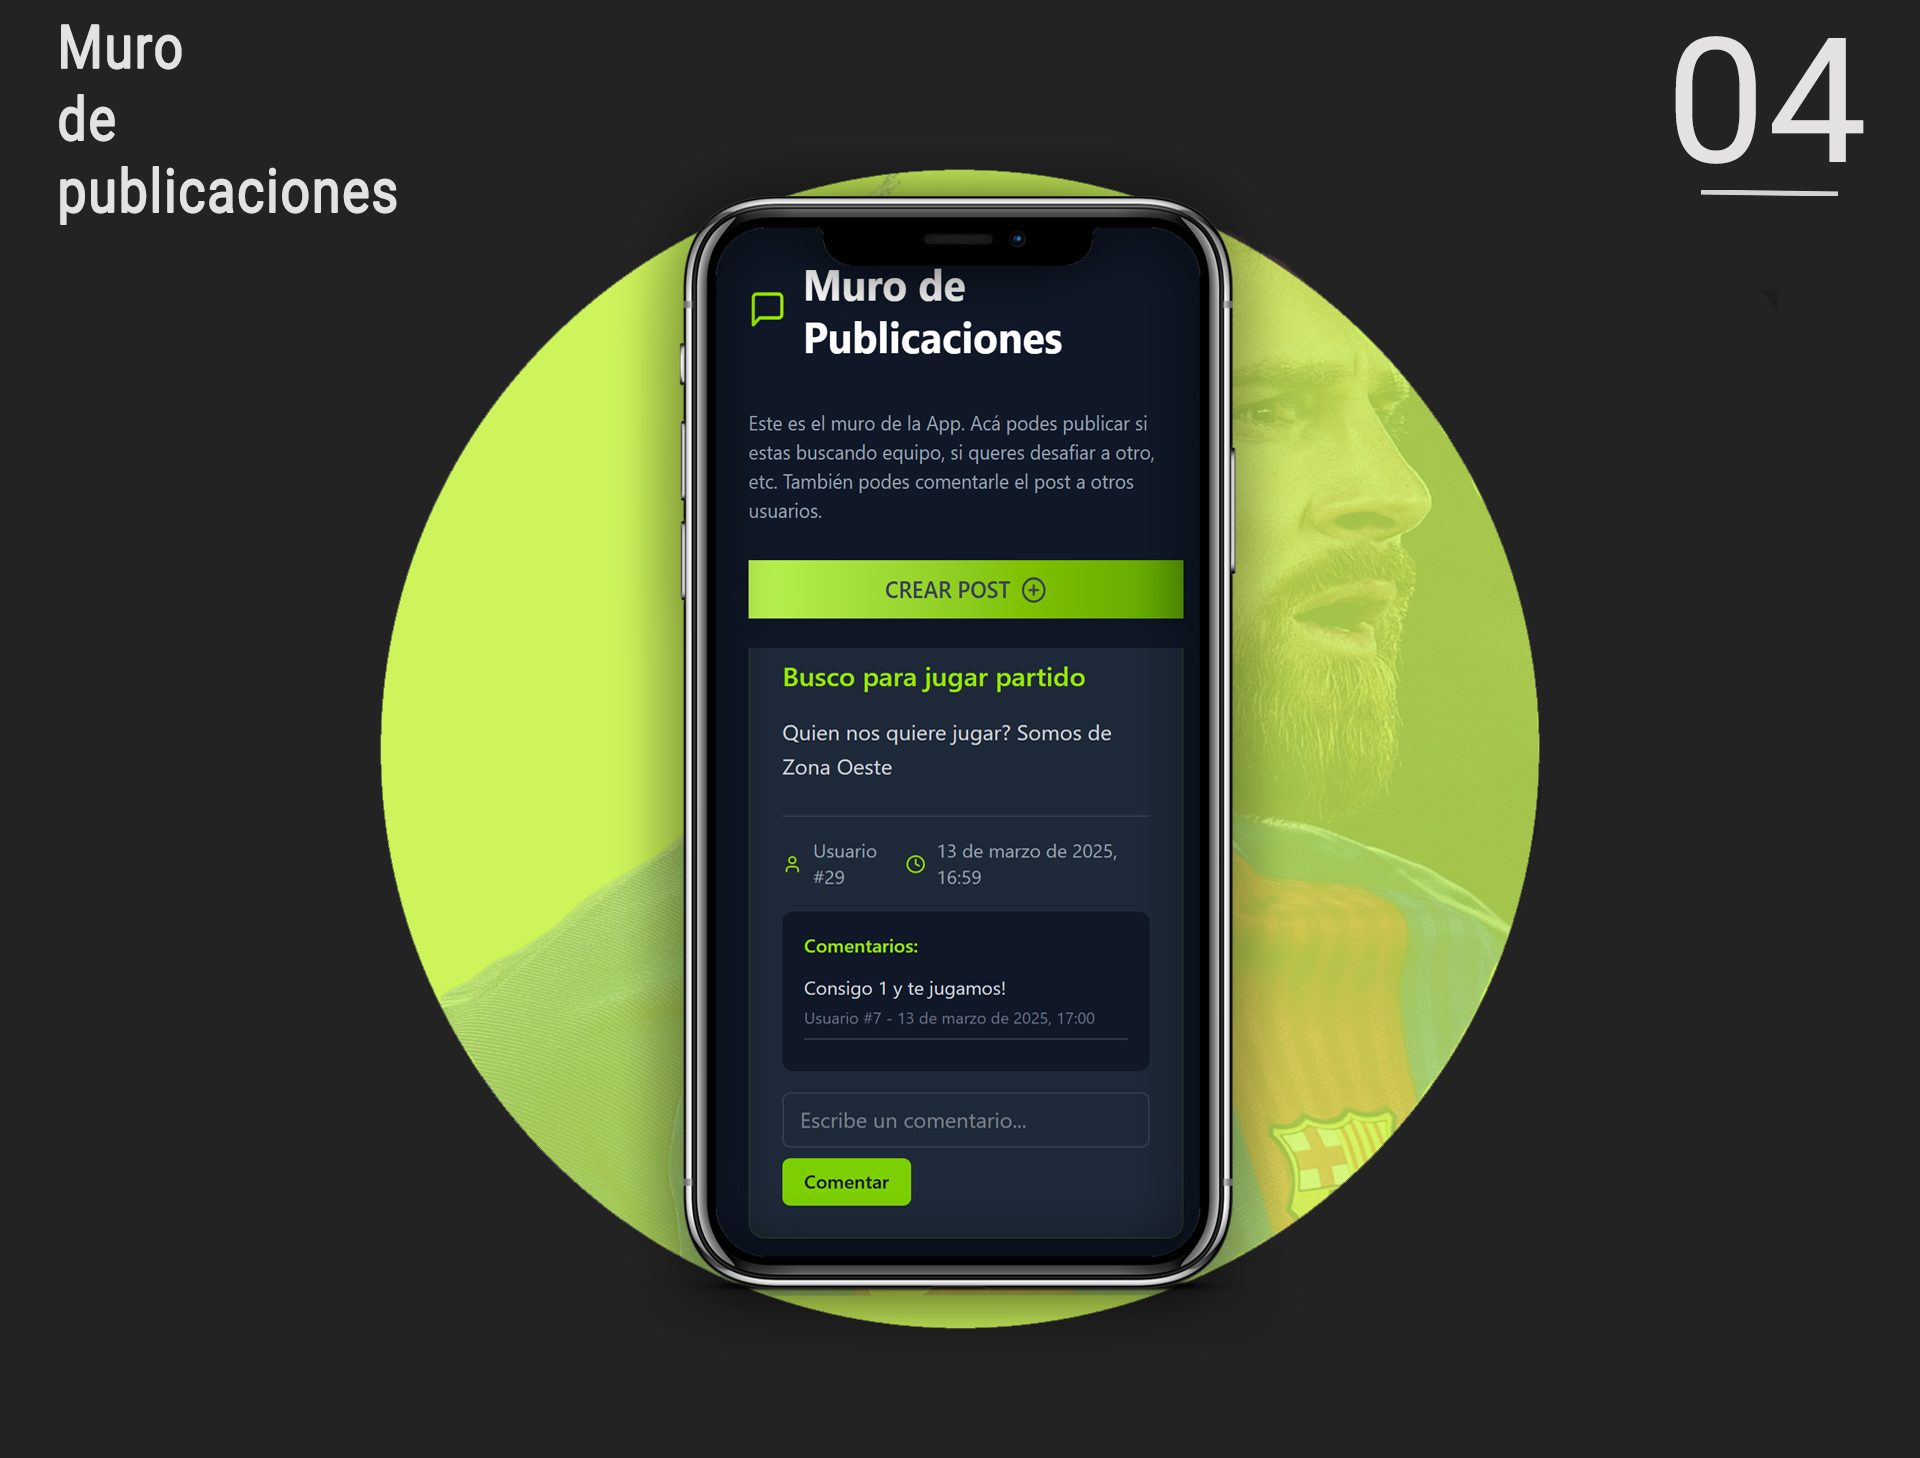 Muro
de
publicaciones
04
Muro de
Publicaciones
Este es el muro de la App. Acá podes publicar si
estas buscando equipo, si queres desafiar a otro,
etc. También podes comentarle el post a otros
usuarios.
CREAR POST
Busco para jugar partido
Quien nos quiere jugar? Somos de
Zona Oeste
Usuario
#29
13 de marzo de 2025,
16:59
Comentarios:
Consigo 1 y te jugamos!
Usuario #7 - 13 de marzo de 2025, 17:00
Escribe un comentario...
Comentar